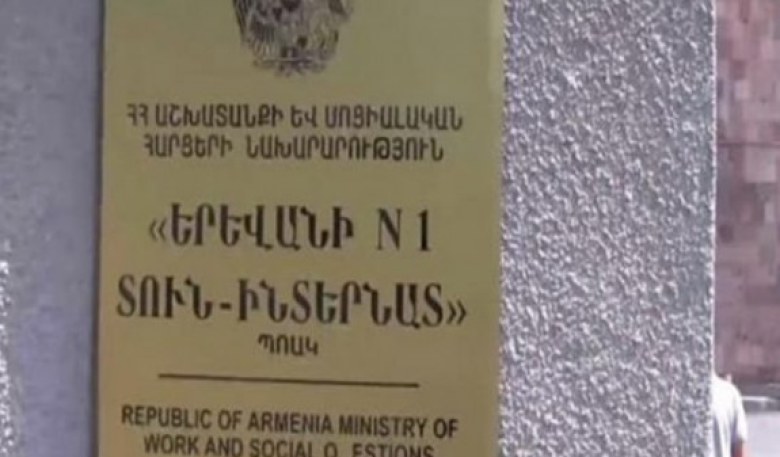 ՀՀ ԱՇԽԱՏԱՆՔԻ ԵՎ ՍՈՑԻԱԼԱԿԱՆ
ՀԱՐՑԵՐԻ ՆԱԽԱՐԱՐՈՒԹՅՈՒՆ
«ԵՐԵՎԱՆԻ N 1
ՏՈՒՆ-ԻՆՏԵՐՆԱՏ»
ՊՈԱԿ
REPUBLIC OF ARMENIA MINISTRY OF
WORK AND SOCIAL Q ESTIONS